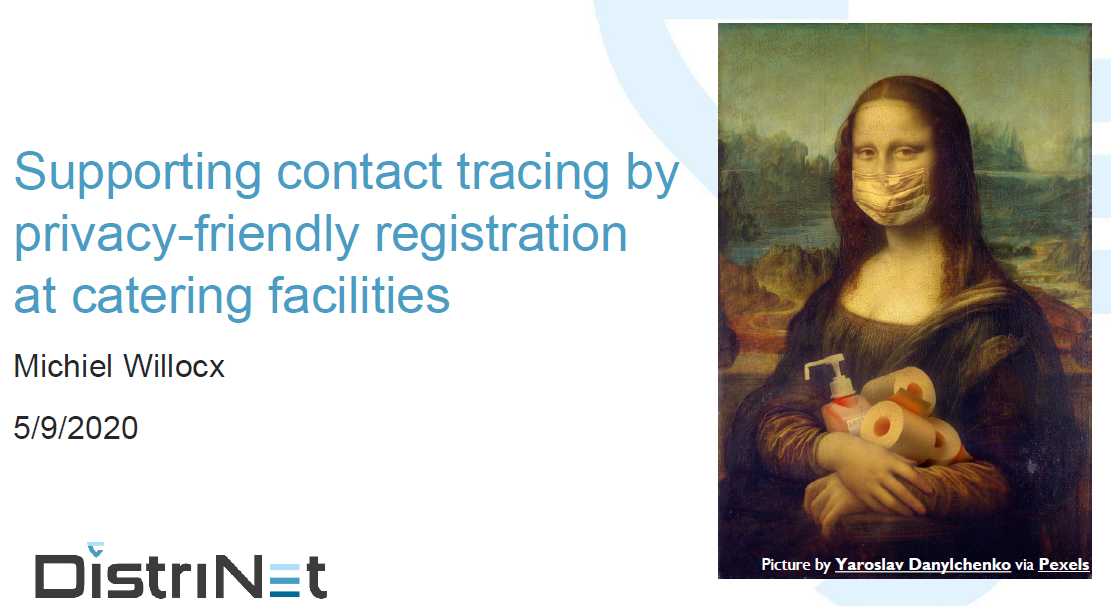 Supporting contact tracing by
privacy-friendly registration
at catering facilities
Michiel Willocx
5/9/2020
DistriNet
Picture by Yaroslav Danylchenko via Pexels